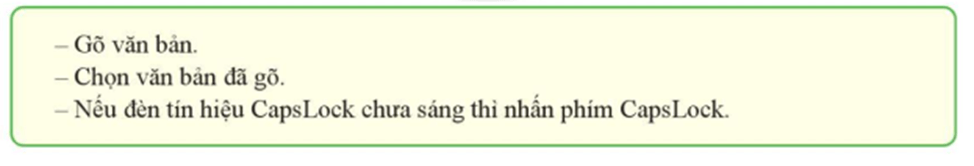 – Gõ văn bản.
– Chọn văn bản đã gõ.
– Nếu đèn tín hiệu CapsLock chưa sáng thì nhấn phím CapsLock.